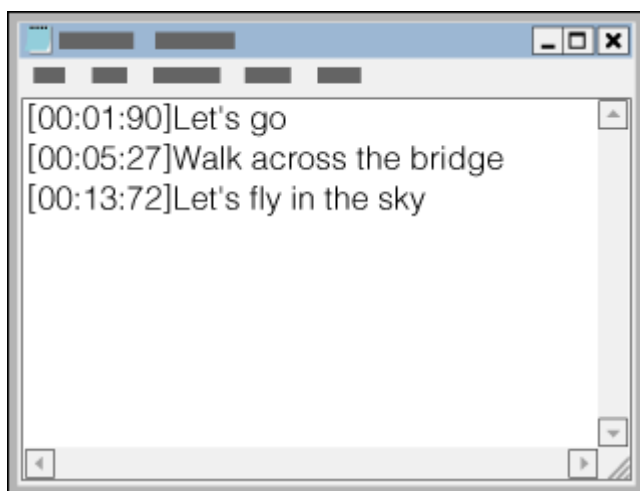 [00:01:90]Let's go
[00:05:27]Walk across the bridge
[00:13:72]Let's fly in the sky